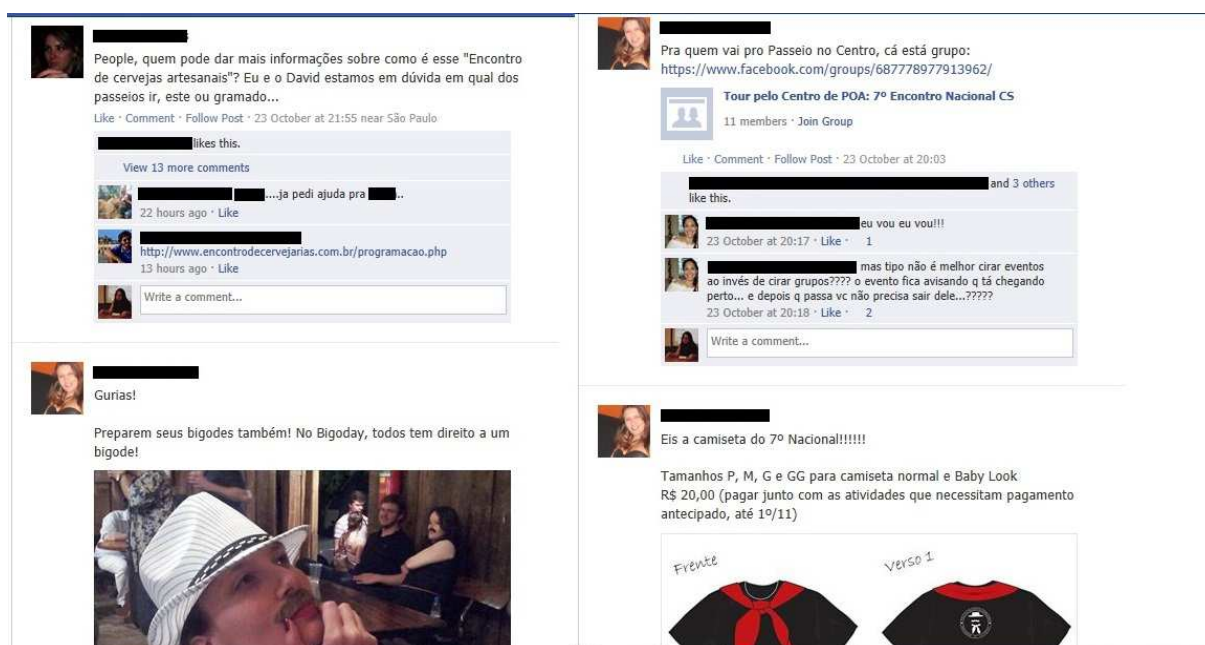 People, quem pode dar mais informações sobre como é esse "Encontro
de cervejas artesanais"? Eu e o David estamos em dúvida em qual dos
passeios ir, este ou gramado...
Like · Comment · Follow Post · 23 October at 21:55 near São Paulo
likes this.
View 13 more comments
....ja pedi ajuda pra ..
22 hours ago · Like
http://www.encontrodecervejarias.com.br/programacao.php
13 hours ago · Like
Write a comment...
Gurias!
Preparem seus bigodes também! No Bigoday, todos tem direito a um
bigode!
Pra quem vai pro Passeio no Centro, cá está grupo:
https://www.facebook.com/groups/687778977913962/
Tour pelo Centro de POA: 7º Encontro Nacional CS
11 members · Join Group
Like · Comment · Follow Post · 23 October at 20:03
and 3 others
like this.
eu vou eu vou!!!
23 October at 20:17 · Like · 1
mas tipo não é melhor cirar eventos
ao invés de cirar grupos???? o evento fica avisando q tá chegando
perto... e depois q passa vc não precisa sair dele...?????
23 October at 20:18 · Like · 2
Write a comment...
Eis a camiseta do 7º Nacional!!!!!!
Tamanhos P, M, G e GG para camiseta normal e Baby Look
R$ 20,00 (pagar junto com as atividades que necessitam pagamento
antecipado, até 1º/11)
Frente
Verso 1